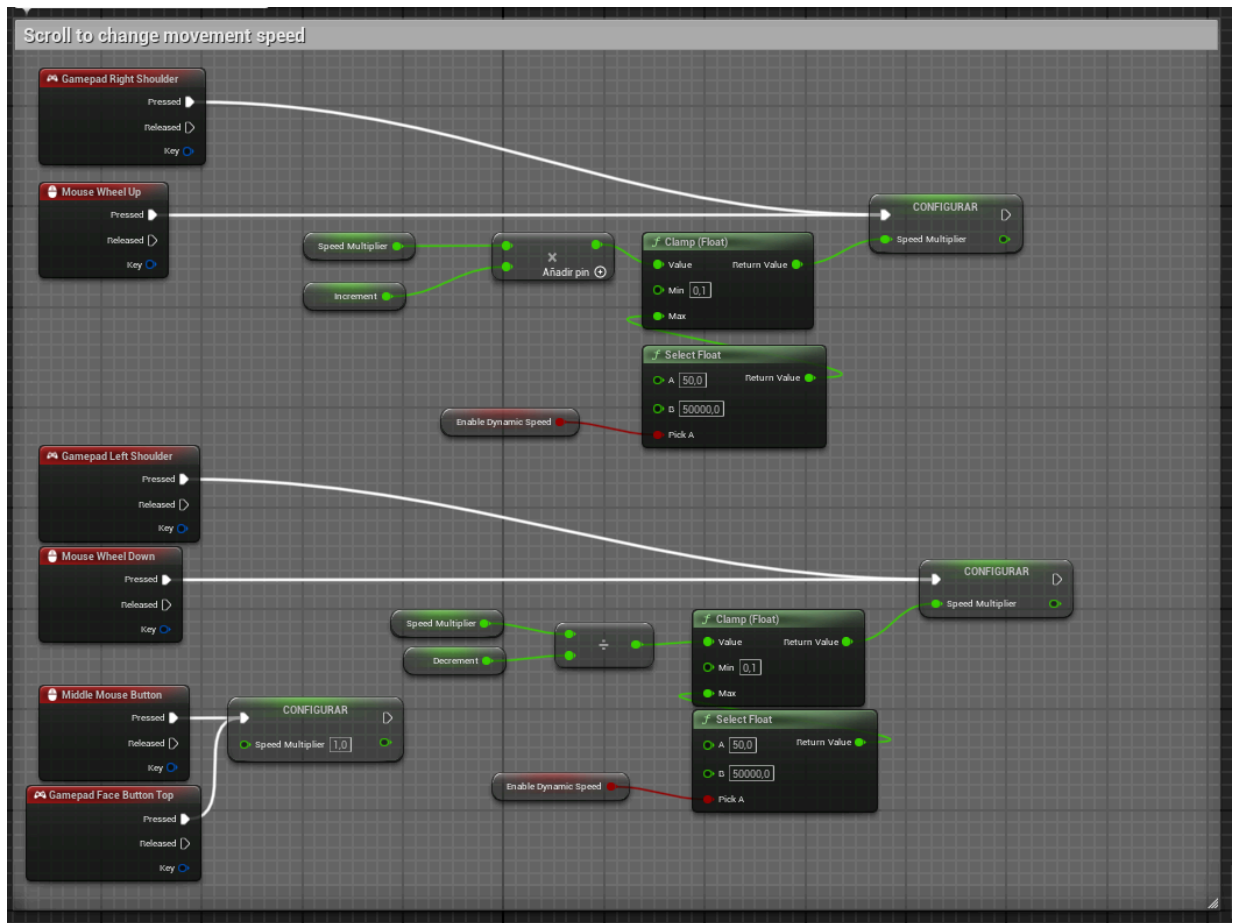 Scroll to change movement speed
Gamepad Right Shoulder
Pressed
Released
Key
Mouse Wheel Up
Pressed
Released
Key
Speed Multiplier
Increment
×
Añadir pin
f Clamp (Float)
Value Return Value
Min 0,1
Max
CONFIGURAR
Speed Multiplier
f Select Float
A 50,0 Return Value
B 50000,0
Pick A
Enable Dynamic Speed
Gamepad Left Shoulder
Pressed
Released
Key
Mouse Wheel Down
Pressed
Released
Key
Speed Multiplier
Decrement
÷
f Clamp (Float)
Value Return Value
Min 0,1
Max
CONFIGURAR
Speed Multiplier
f Select Float
A 50,0 Return Value
B 50000,0
Pick A
Enable Dynamic Speed
Middle Mouse Button
Pressed
Released
Key
CONFIGURAR
Speed Multiplier 1,0
Gamepad Face Button Top
Pressed
Released
Key